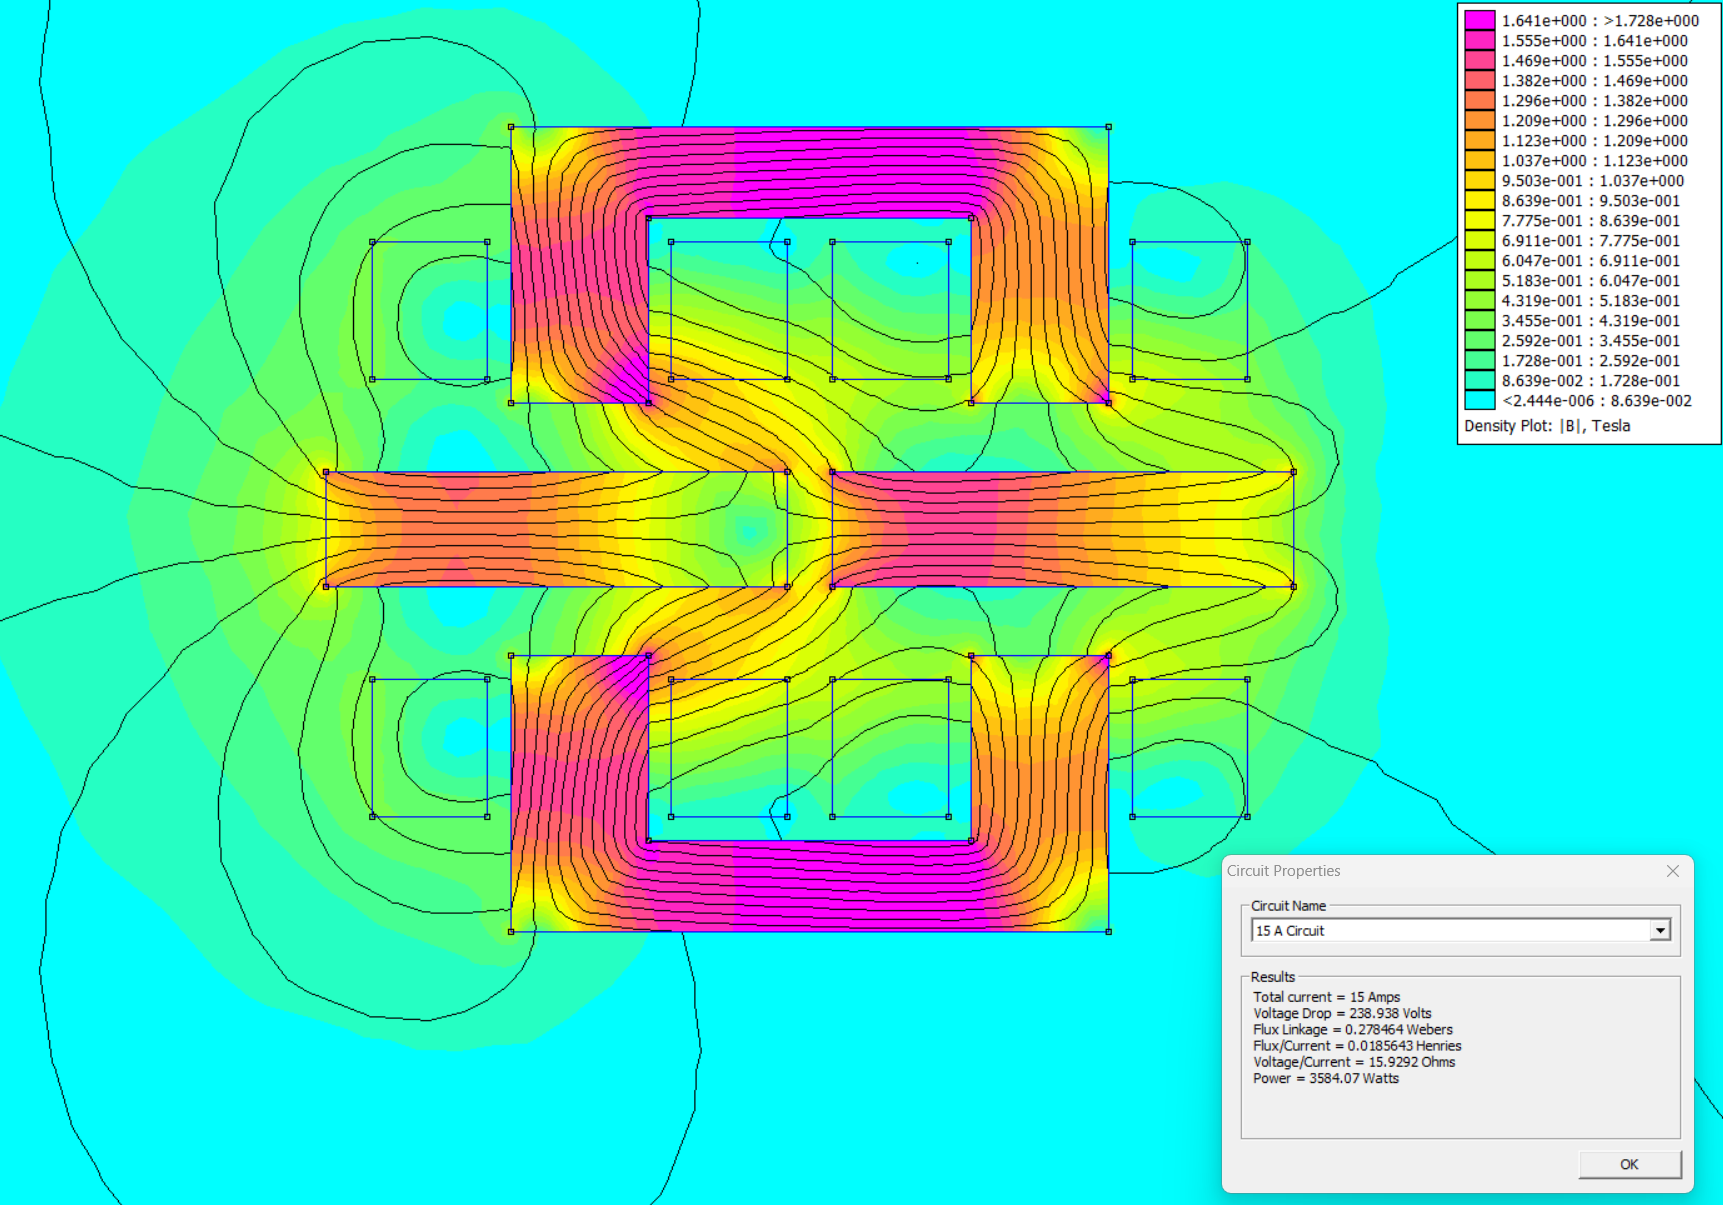 1.641e+000 : >1.728e+000
1.555e+000 : 1.641e+000
1.469e+000 : 1.555e+000
1.382e+000 : 1.469e+000
1.296e+000 : 1.382e+000
1.209e+000 : 1.296e+000
1.123e+000 : 1.209e+000
1.037e+000 : 1.123e+000
9.503e-001 : 1.037e+000
8.639e-001 : 9.503e-001
7.775e-001 : 8.639e-001
6.911e-001 : 7.775e-001
6.047e-001 : 6.911e-001
5.183e-001 : 6.047e-001
4.319e-001 : 5.183e-001
3.455e-001 : 4.319e-001
2.592e-001 : 3.455e-001
1.728e-001 : 2.592e-001
8.639e-002 : 1.728e-001
<2.444e-006 : 8.639e-002
Density Plot: |B|, Tesla
Circuit Properties
Circuit Name
15 A Circuit
Results
Total current = 15 Amps
Voltage Drop = 238.938 Volts
Flux Linkage = 0.278464 Webers
Flux/Current = 0.0185643 Henries
Voltage/Current = 15.9292 Ohms
Power = 3584.07 Watts
OK